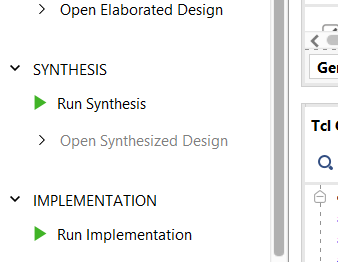 Open Elaborated Design
SYNTHESIS
Run Synthesis
Open Synthesized Design
IMPLEMENTATION
Run Implementation
Tcl